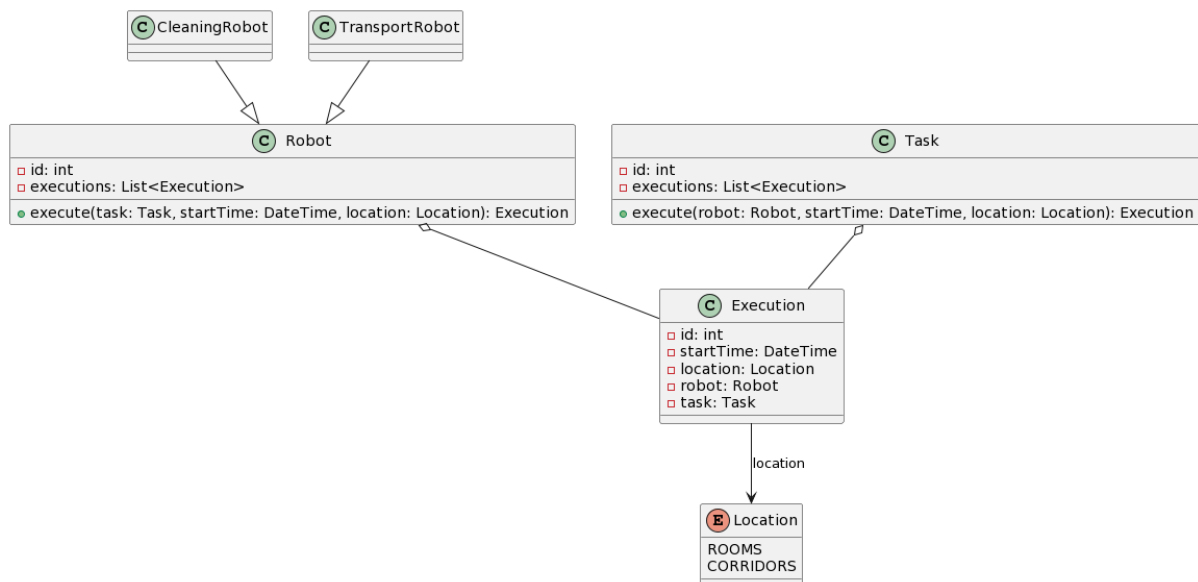 C CleaningRobot
C TransportRobot
C Robot
id: int
executions: List<Execution>
execute(task: Task, startTime: DateTime, location: Location): Execution
C Task
id: int
executions: List<Execution>
execute(robot: Robot, startTime: DateTime, location: Location): Execution
C Execution
id: int
startTime: DateTime
location: Location
robot: Robot
task: Task
location
E Location
ROOMS
CORRIDORS